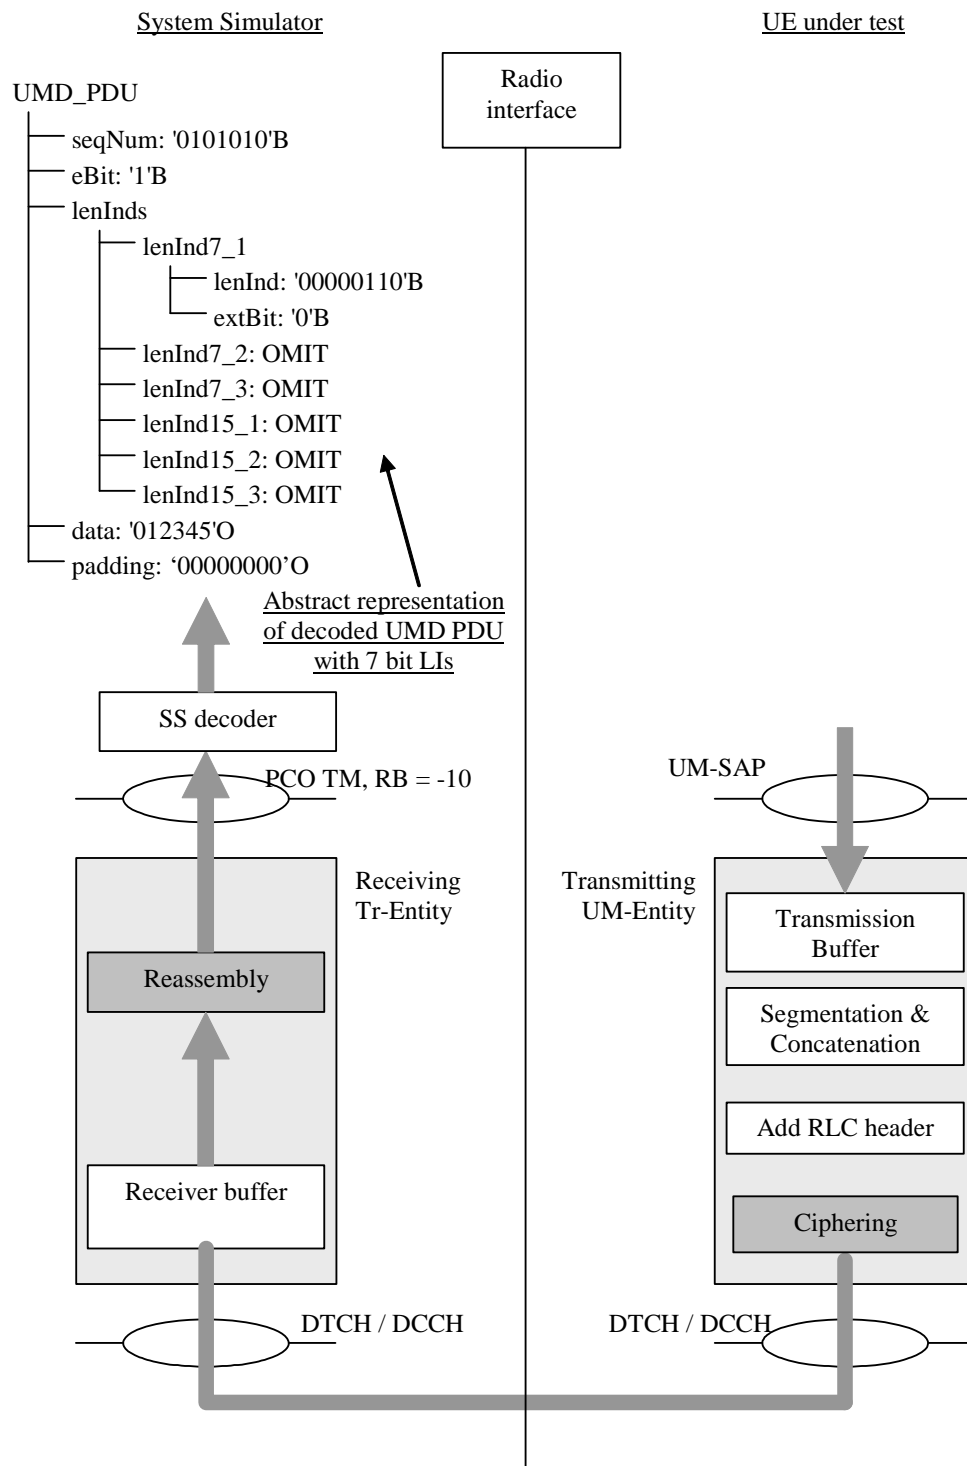 System Simulator
UE under test
Radio
interface
UMD_PDU
seqNum: '0101010'B
eBit: '1'B
lenInds
lenInd7_1
lenInd: '00000110'B
extBit: '0'B
lenInd7_2: OMIT
lenInd7_3: OMIT
lenInd15_1: OMIT
lenInd15_2: OMIT
lenInd15_3: OMIT
data: '012345'O
padding: ‘00000000’O
Abstract representation
of decoded UMD PDU
with 7 bit LIs
SS decoder
PCO TM, RB = -10
UM-SAP
Receiving
Tr-Entity
Transmitting
UM-Entity
Transmission
Buffer
Reassembly
Segmentation &
Concatenation
Add RLC header
Receiver buffer
Ciphering
DTCH / DCCH
DTCH / DCCH